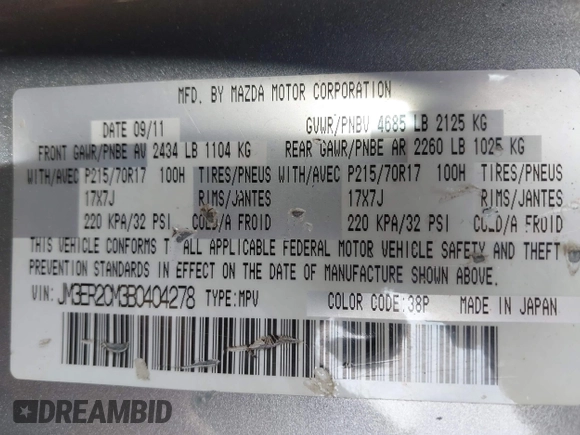 MFD. BY MAZDA MOTOR CORPORATION
DATE 09/11 GVWR/PNBV 4685 LB 2125 KG
FRONT GAWR/PNBE AV 2434 LB 1104 KG REAR GAWR/PNBE AR 2260 LB 1025 KG
WITH/AVEC P215/70R17 100H TIRES/PNEUS WITH/AVEC P215/70R17 100H TIRES/PNEUS
17X7J RIMS/JANTES 17X7J RIMS/JANTES
220 KPA/32 PSI COLD/A FROID 220 KPA/32 PSI COLD/A FROID
THIS VEHICLE CONFORMS TO ALL APPLICABLE FEDERAL MOTOR VEHICLE SAFETY AND THEFT
PREVENTION STANDARDS IN EFFECT ON THE DATE OF MANUFACTURE SHOWN ABOVE.
VIN: JM3ER2CM3B0404278 TYPE:MPV COLOR CODE:38P MADE IN JAPAN
DREAMBID